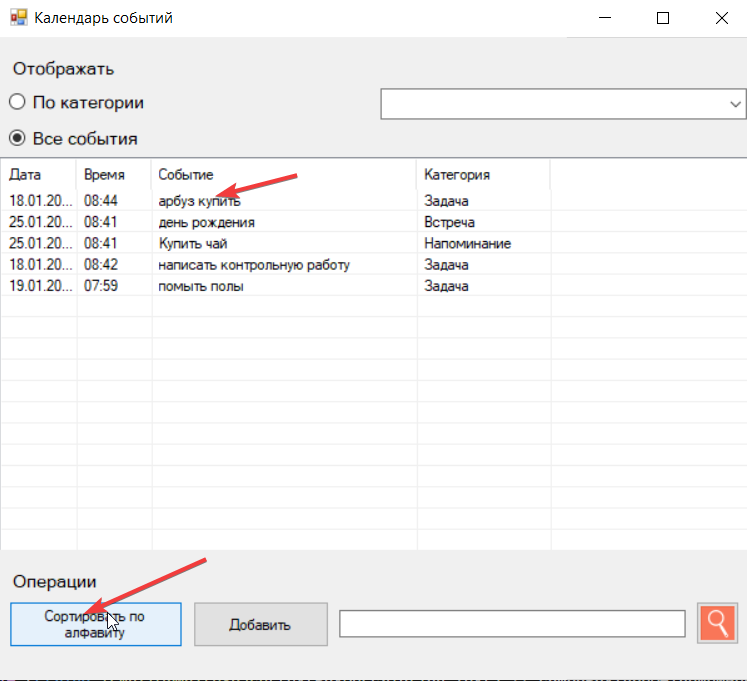 Календарь событий
Отображать
По категории
Все события
Дата Время Событие Категория
18.01.20... 08:44 арбуз купить Задача
25.01.20... 08:41 день рождения Встреча
25.01.20... 08:41 Купить чай Напоминание
18.01.20... 08:42 написать контрольную работу Задача
19.01.20... 07:59 помыть полы Задача
Операции
Сортировать по
алфавиту
Добавить